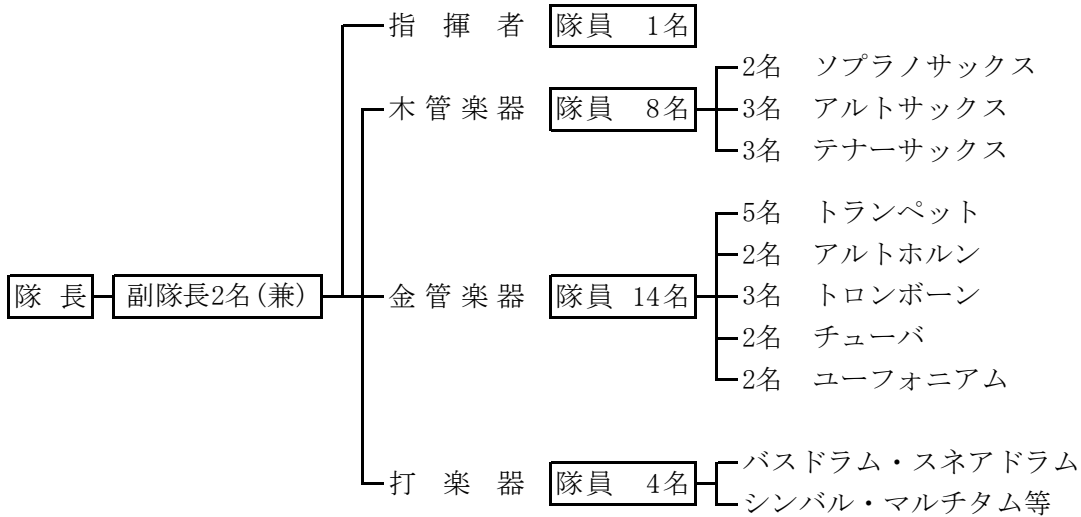 指揮者 隊員 1名
2名 ソプラノサックス
木管楽器 隊員 8名 3名 アルトサックス
3名 テナーサックス
5名 トランペット
2名 アルトホルン
隊長 副隊長2名(兼) 金管楽器 隊員 14名 3名 トロンボーン
2名 チューバ
2名 ユーフォニアム
バスドラム・スネアドラム
打楽器 隊員 4名
シンバル・マルチタム等